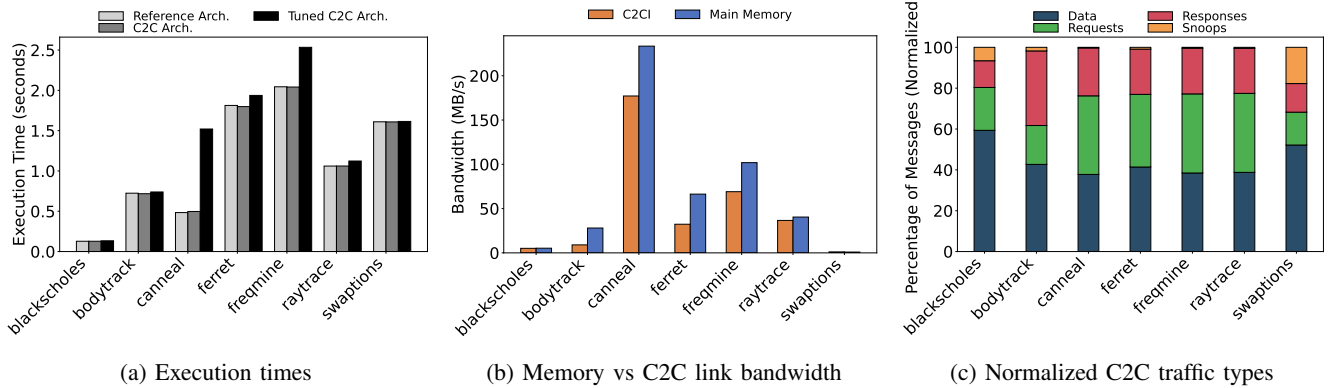 Reference Arch.
C2C Arch.
Tuned C2C Arch.
Execution Time (seconds)
2.5
2.0
1.5
1.0
0.5
0.0
blackscholes
bodytrack
canneal
ferret
freqmine
raytrace
swaptions
(a) Execution times
C2CI
Main Memory
Bandwidth (MB/s)
200
150
100
50
0
blackscholes
bodytrack
canneal
ferret
freqmine
raytrace
swaptions
(b) Memory vs C2C link bandwidth
Data
Requests
Responses
Snoops
Percentage of Messages (Normalized
100
80
60
40
20
0
blackscholes
bodytrack
canneal
ferret
freqmine
raytrace
swaptions
(c) Normalized C2C traffic types